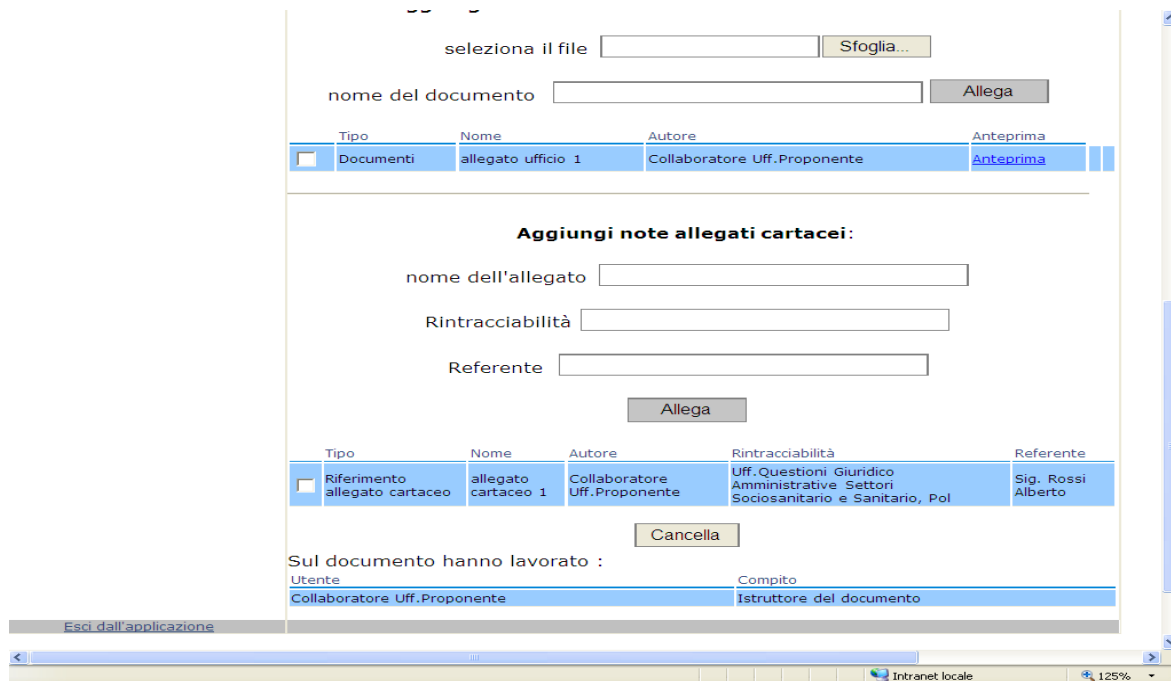 seleziona il file Sfoglia...
nome del documento Allega
Tipo Nome Autore Anteprima
Documenti allegato ufficio 1 Collaboratore Uff.Proponente Anteprima
Aggiungi note allegati cartacei:
nome dell'allegato
Rintracciabilità
Referente
Allega
Tipo Nome Autore Rintracciabilità Referente
Riferimento allegato cartaceo allegato cartaceo 1 Collaboratore Uff.Proponente Uff.Questioni Giuridico Amministrative Settori Sociosanitario e Sanitario, Pol Sig. Rossi Alberto
Cancella
Sul documento hanno lavorato :
Utente Compito
Collaboratore Uff.Proponente Istruttore del documento
Esci dall'applicazione
Intranet locale 125%